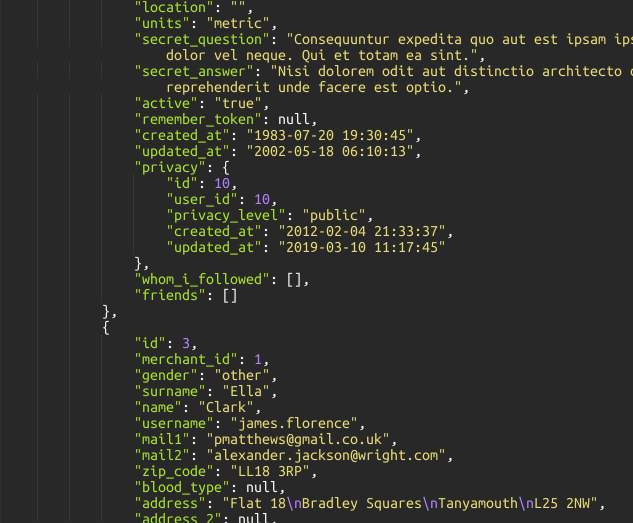 "location": "",
"units": "metric",
"secret_question": "Consequuntur expedita quo aut est ipsam
dolor vel neque. Qui et totam ea sint.",
"secret_answer": "Nisi dolorem odit aut distinctio architecto
reprehenderit unde facere est optio.",
"active": "true",
"remember_token": null,
"created_at": "1983-07-20 19:30:45",
"updated_at": "2002-05-18 06:10:13",
"privacy": {
"id": 10,
"user_id": 10,
"privacy_level": "public",
"created_at": "2012-02-04 21:33:37",
"updated_at": "2019-03-10 11:17:45"
},
"whom_i_followed": [],
"friends": []
},
{
"id": 3,
"merchant_id": 1,
"gender": "other",
"surname": "Ella",
"name": "Clark",
"username": "james.florence",
"mail1": "pmatthews@gmail.co.uk",
"mail2": "alexander.jackson@wright.com",
"zip_code": "LL18 3RP",
"blood_type": null,
"address": "Flat 18\nBradley Squares\nTanyamouth\nL25 2NW",
"address_2": null,